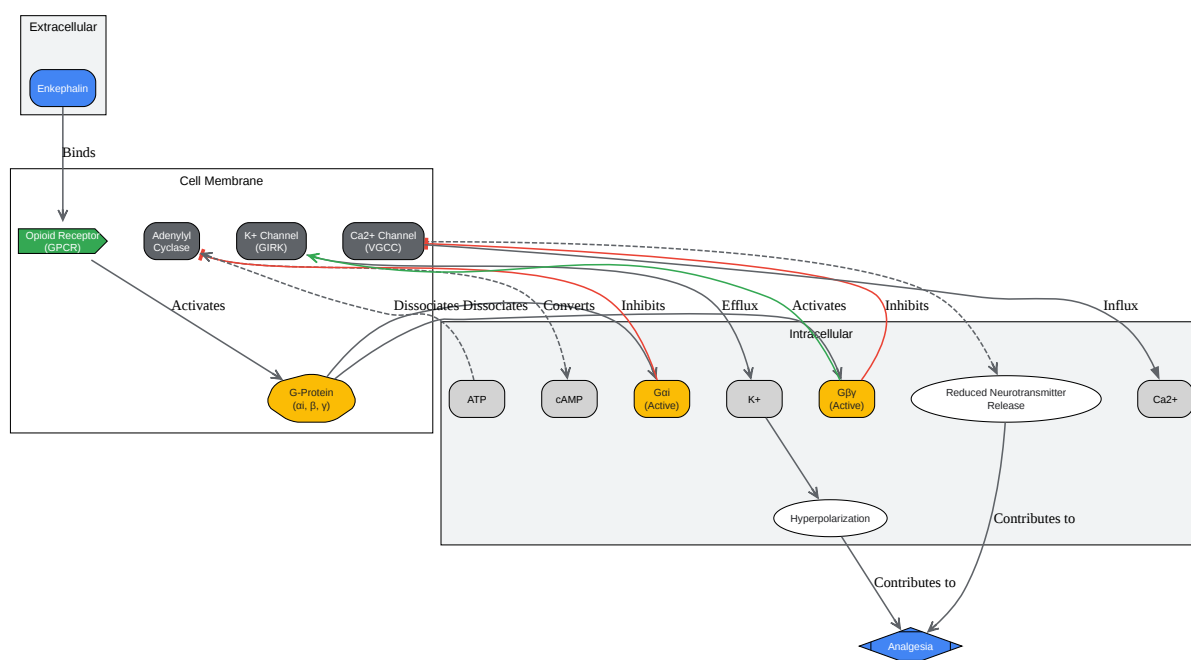 Extracellular
Enkephalin
Binds
Cell Membrane
Opioid Receptor
(GPCR)
Adenylyl
Cyclase
K+ Channel
(GIRK)
Ca2+ Channel
(VGCC)
Activates
Dissociates
Dissociates
Converts
Inhibits
Efflux
Activates
Inhibits
Influx
Intracellular
G-Protein
(αi, β, γ)
ATP
cAMP
Gαi
(Active)
K+
Gβγ
(Active)
Reduced Neurotransmitter
Release
Ca2+
Hyperpolarization
Contributes to
Contributes to
Analgesia